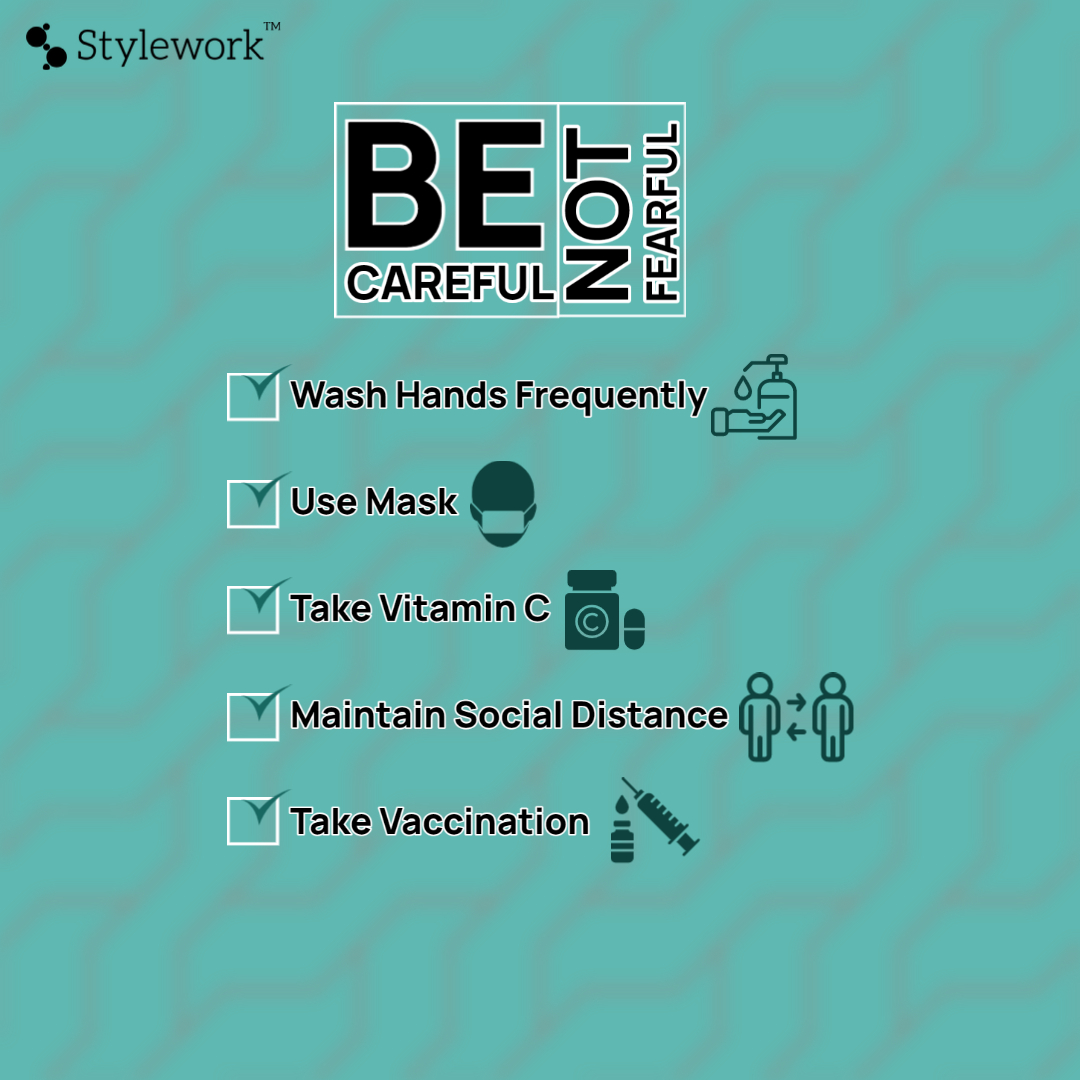 Stylework™
BE
CAREFUL
NOT
FEARFUL
Wash Hands Frequently
Use Mask
Take Vitamin C
C
Maintain Social Distance
Take Vaccination